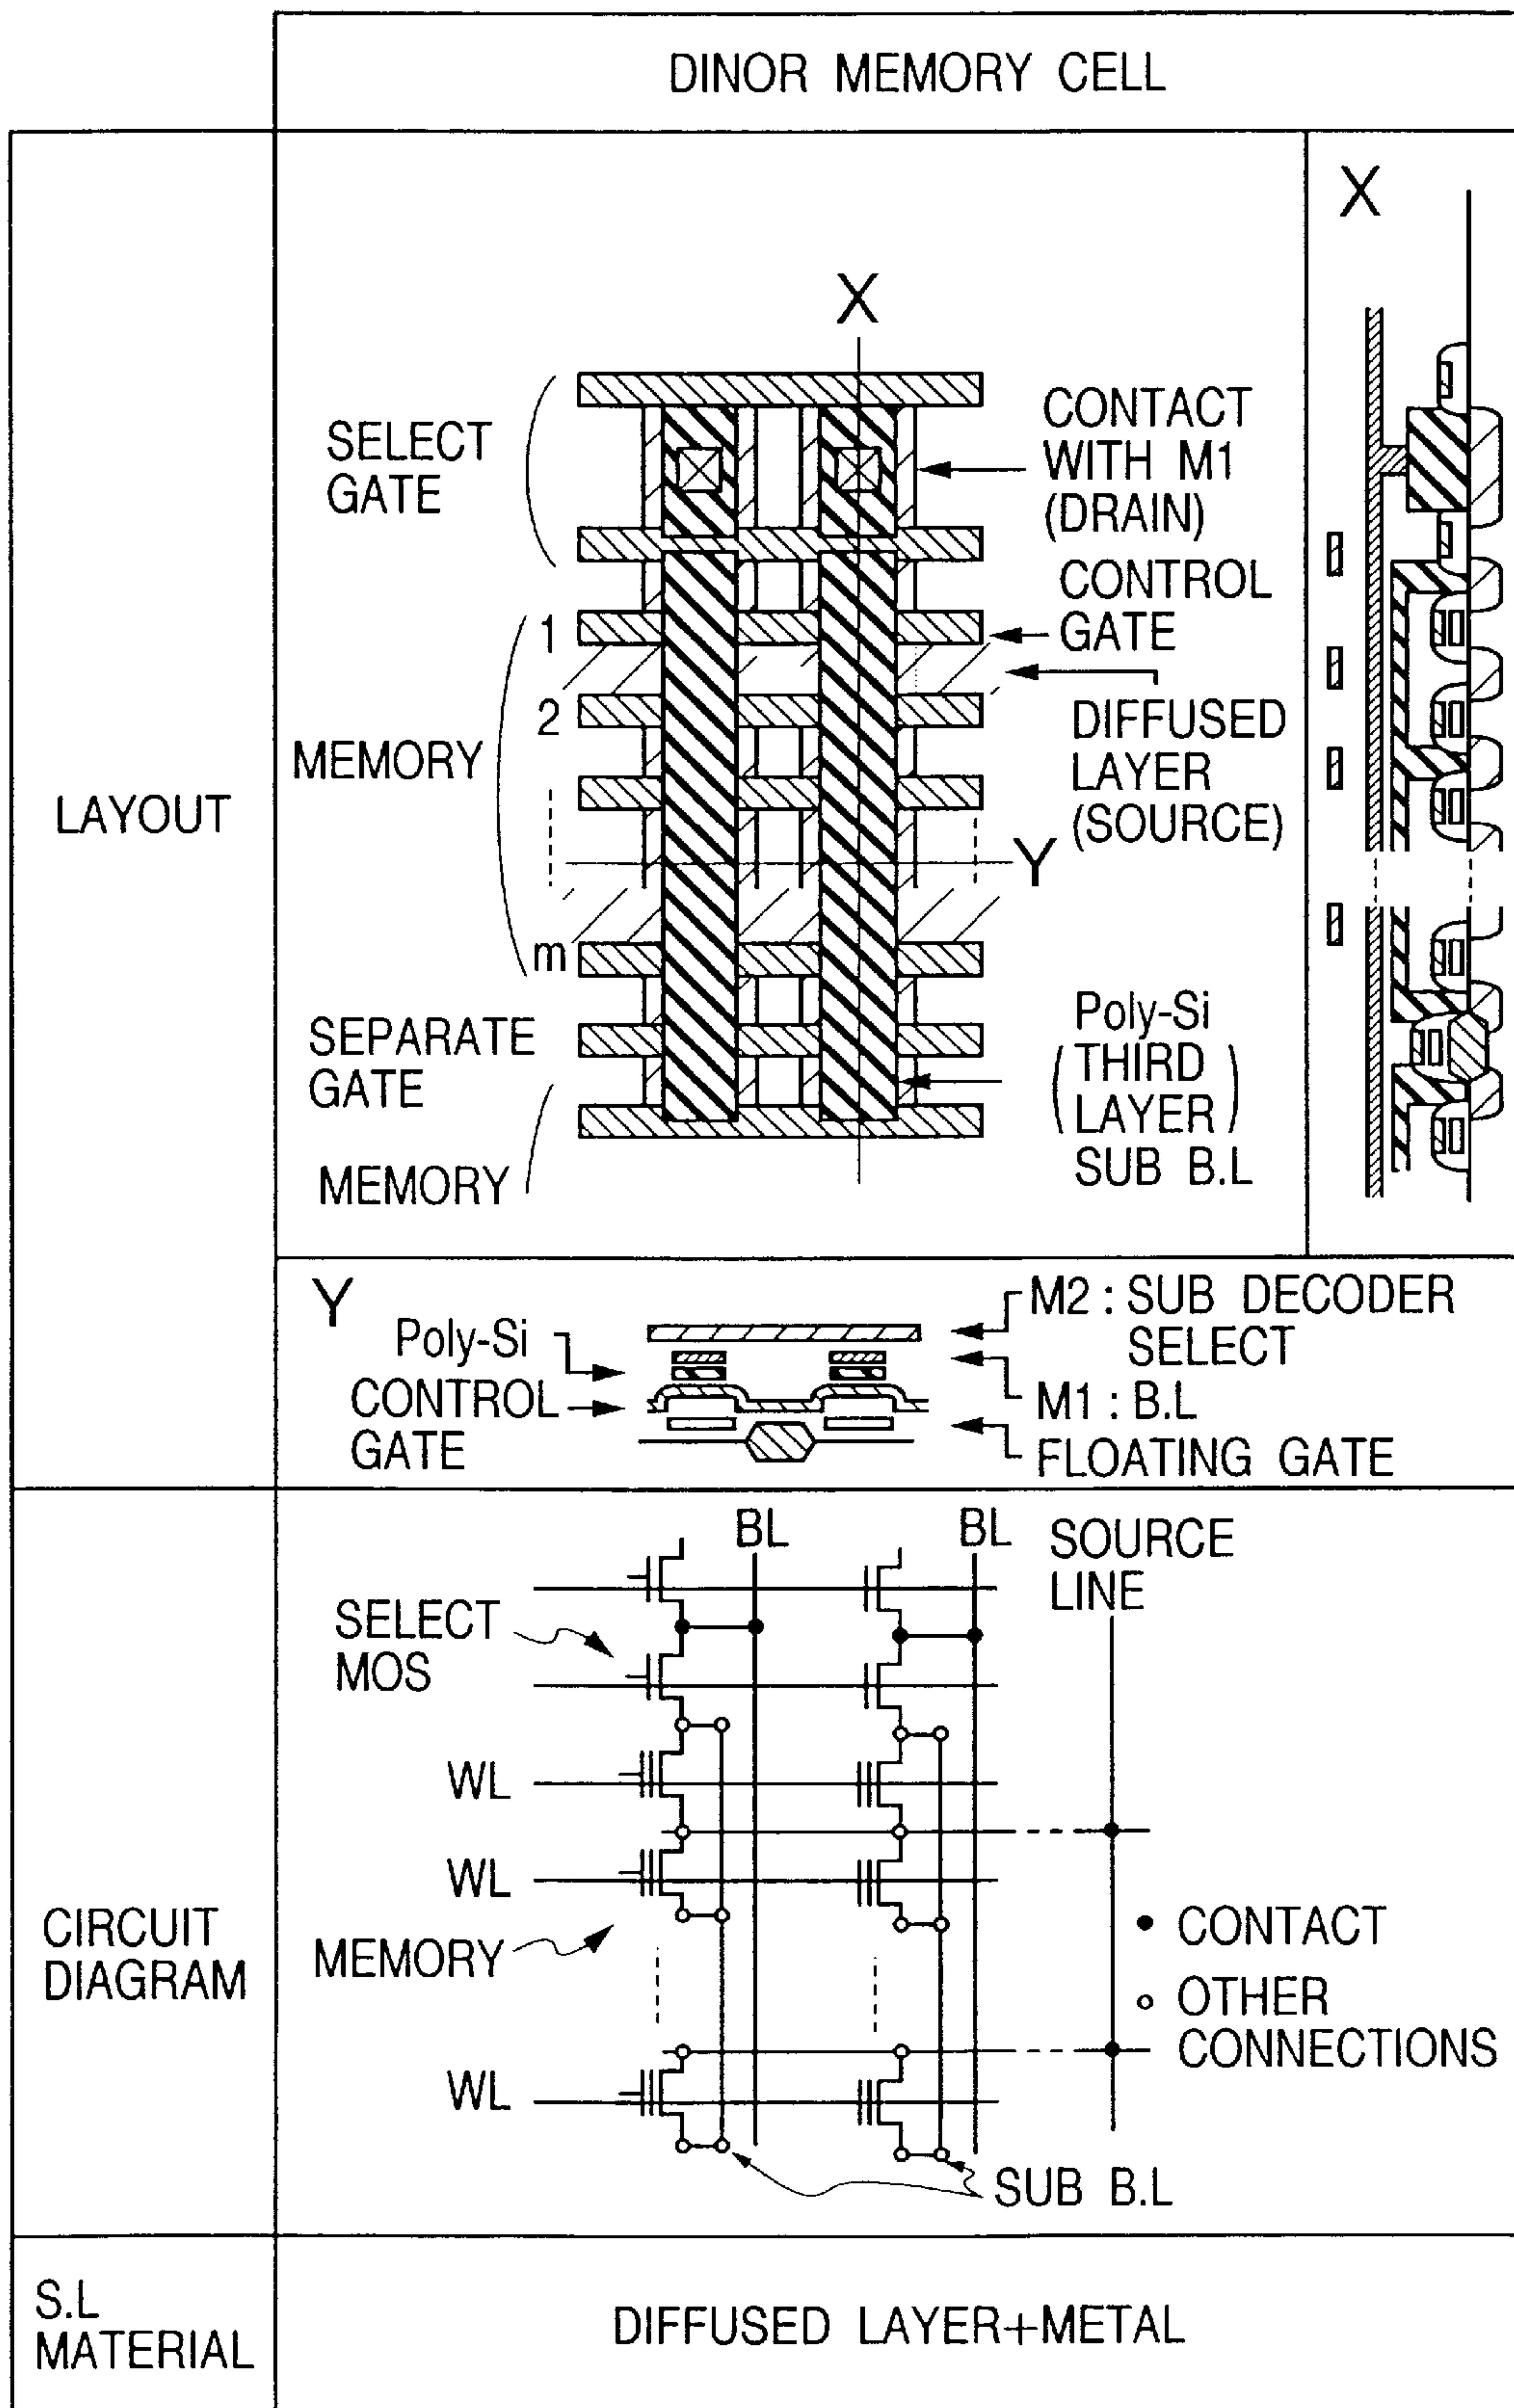 DINOR MEMORY CELL
LAYOUT
X
X
SELECT
GATE
CONTACT
WITH M1
(DRAIN)
CONTROL
GATE
1
2
MEMORY
DIFFUSED
LAYER
(SOURCE)
Y
m
SEPARATE
GATE
MEMORY
Poly-Si
(THIRD
LAYER)
SUB B.L
Y
Poly-Si
CONTROL
GATE
M2 : SUB DECODER
SELECT
M1 : B.L
FLOATING GATE
CIRCUIT
DIAGRAM
BL
BL
SOURCE
LINE
SELECT
MOS
WL
WL
MEMORY
● CONTACT
○ OTHER
CONNECTIONS
WL
SUB B.L
S.L
MATERIAL
DIFFUSED LAYER+METAL